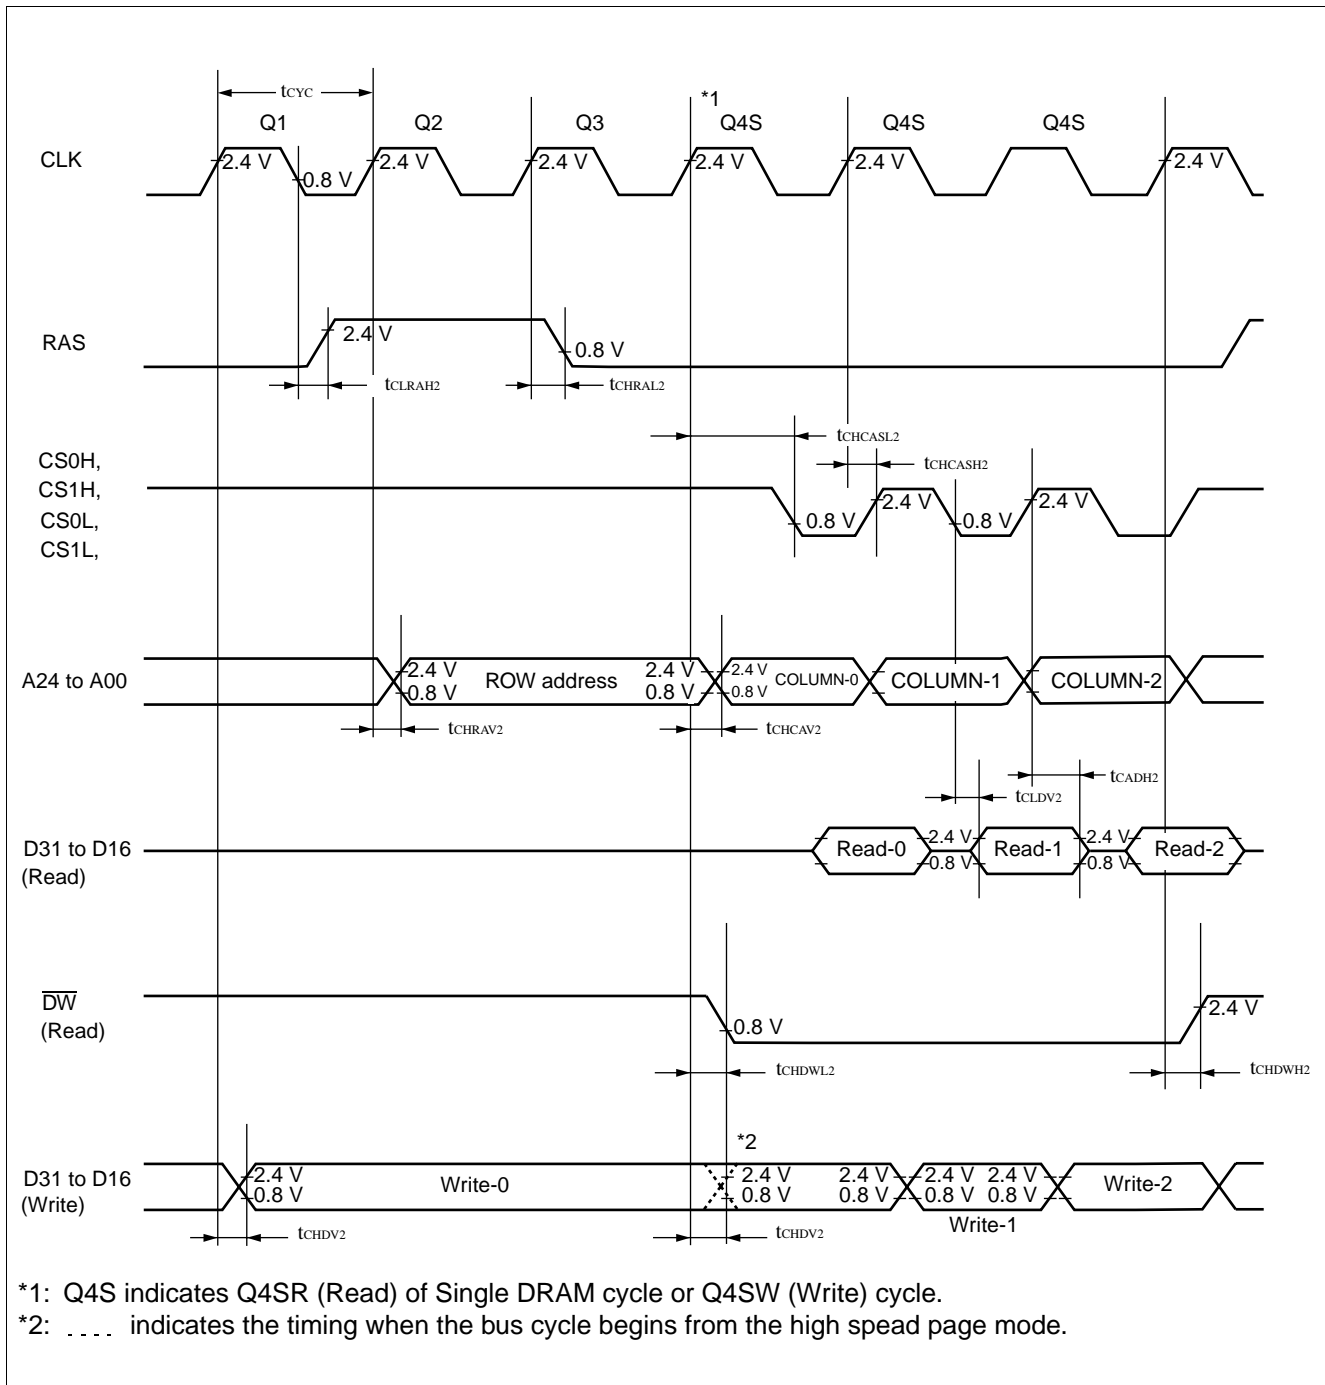 tCYC
*1
Q1 Q2 Q3 Q4S Q4S Q4S
CLK 2.4 V 2.4 V 2.4 V 2.4 V 2.4 V 2.4 V
0.8 V
RAS 2.4 V 0.8 V
tCLRAH2 tCHRAL2
tCHCASL2
CS0H, tCHCASH2
CS1H, 2.4 V 2.4 V
CS0L, 0.8 V 0.8 V
CS1L,
A24 to A00 2.4 V 0.8 V ROW address 2.4 V 0.8 V 2.4 V 0.8 V COLUMN-0 COLUMN-1 COLUMN-2
tCHRAV2 tCHCAV2
tCADH2
tCLDV2
D31 to D16 Read-0 2.4 V 0.8 V Read-1 2.4 V 0.8 V Read-2
(Read)
DW 2.4 V
(Read) 0.8 V
tCHDWL2 tCHDWH2
*2
D31 to D16 2.4 V 2.4 V 2.4 V 2.4 V 2.4 V
(Write) 0.8 V Write-0 0.8 V 0.8 V 0.8 V 0.8 V Write-2
Write-1
tCHDV2 tCHDV2
*1: Q4S indicates Q4SR (Read) of Single DRAM cycle or Q4SW (Write) cycle.
*2: .... indicates the timing when the bus cycle begins from the high spead page mode.